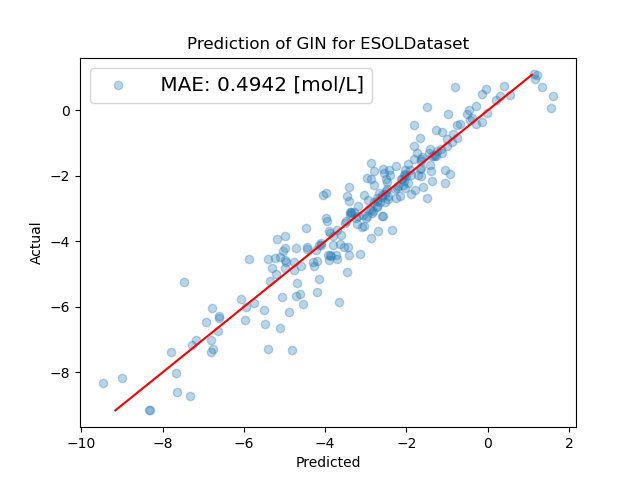 Prediction of GIN for ESOLDataset
MAE: 0.4942 [mol/L]
Actual
0
−2
−4
−6
−8
−10 −8 −6 −4 −2 0 2
Predicted